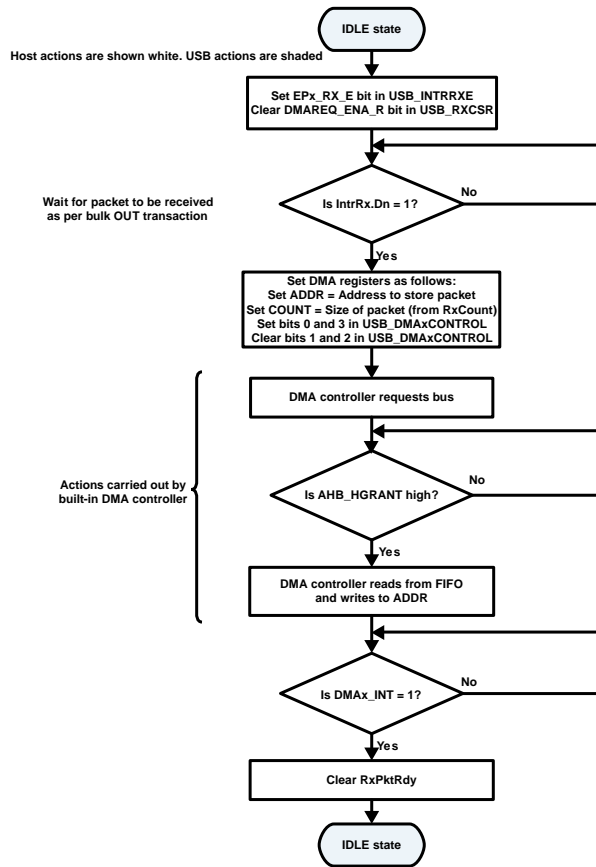 IDLE state
Host actions are shown white. USB actions are shaded
Set EPx_RX_E bit in USB_INTRRXE
Clear DMAREQ_ENA_R bit in USB_RXCSR
Wait for packet to be received
as per bulk OUT transaction
Is IntrRx.Dn = 1?
No
Yes
Set DMA registers as follows:
Set ADDR = Address to store packet
Set COUNT = Size of packet (from RxCount)
Set bits 0 and 3 in USB_DMAxCONTROL
Clear bits 1 and 2 in USB_DMAxCONTROL
DMA controller requests bus
Actions carried out by
built-in DMA controller
Is AHB_HGRANT high?
No
Yes
DMA controller reads from FIFO
and writes to ADDR
Is DMAx_INT = 1?
No
Yes
Clear RxPktRdy
IDLE state